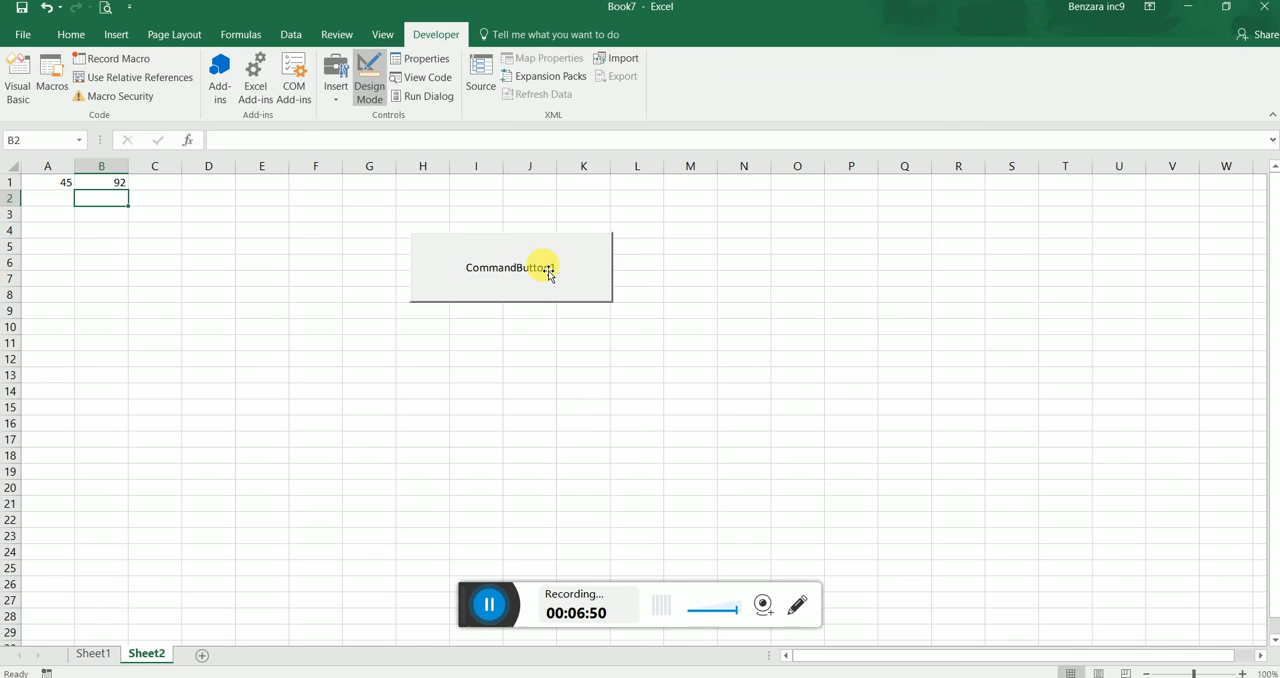 Book7 - Excel
Benzara inc9
File Home Insert Page Layout Formulas Data Review View Developer Tell me what you want to do Share
Visual Basic
Macros
Record Macro
Use Relative References
Macro Security
Code
Add-ins
Excel Add-ins
COM Add-ins
Add-ins
Insert
Design Mode
Properties
View Code
Run Dialog
Controls
Source
Map Properties
Expansion Packs
Refresh Data
Import
Export
XML
B2
fx
A B C D E F G H I J K L M N O P Q R S T U V W
1 45 92
2
3
4
5
6
7
8
CommandButton1
9
10
11
12
13
14
15
16
17
18
19
20
21
22
23
24
25
26
27
28
29
Recording...
00:06:50
Sheet1 Sheet2
Ready
100%